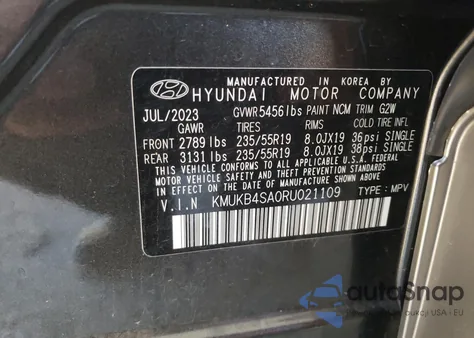 MANUFACTURED IN KOREA BY
HYUNDAI MOTOR COMPANY
JUL/2023 GVWR 5456 lbs PAINT NCM TRIM G2W
GAWR TIRES RIMS COLD TIRE INFL
FRONT 2789 lbs 235/55R19 8.0JX19 36psi SINGLE
REAR 3131 lbs 235/55R19 8.0JX19 38psi SINGLE
THIS VEHICLE CONFORMS TO ALL APPLICABLE U.S.A. FEDERAL MOTOR VEHICLE SAFETY AND THEFT PREVENTION STANDARDS IN EFFECT ON THE DATE OF MANUFACTURE SHOWN ABOVE.
V.I.N KMUKB4SA0RU021109 TYPE : MPV
autoSnap
aukcji USA i EU